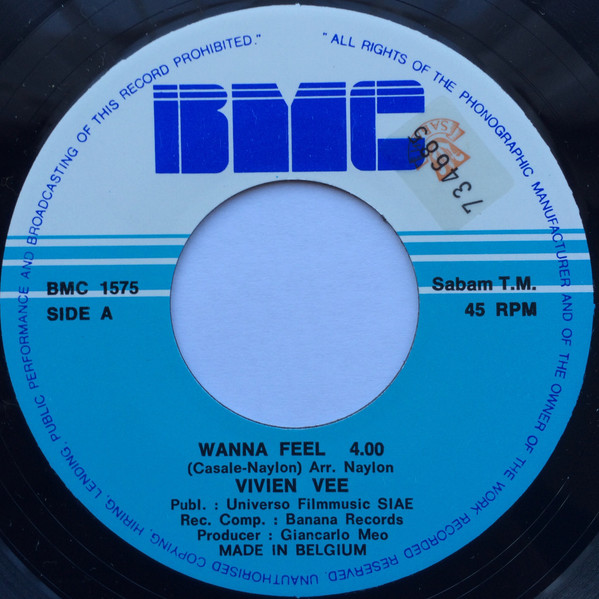 "ALL RIGHTS OF THE PHONOGRAPHIC MANUFACTURER AND OF THE OWNER OF THE WORK RECORDED RESERVED. UNAUTHORISED COPYING, HIRING, LENDING, PUBLIC PERFORMANCE AND BROADCASTING OF THIS RECORD PROHIBITED."
BMC
SA
734685
BMC 1575
SIDE A
Sabam T.M.
45 RPM
WANNA FEEL 4.00
(Casale-Naylon) Arr. Naylon
VIVIEN VEE
Publ. : Universo Filmmusic SIAE
Rec. Comp. : Banana Records
Producer : Giancarlo Meo
MADE IN BELGIUM